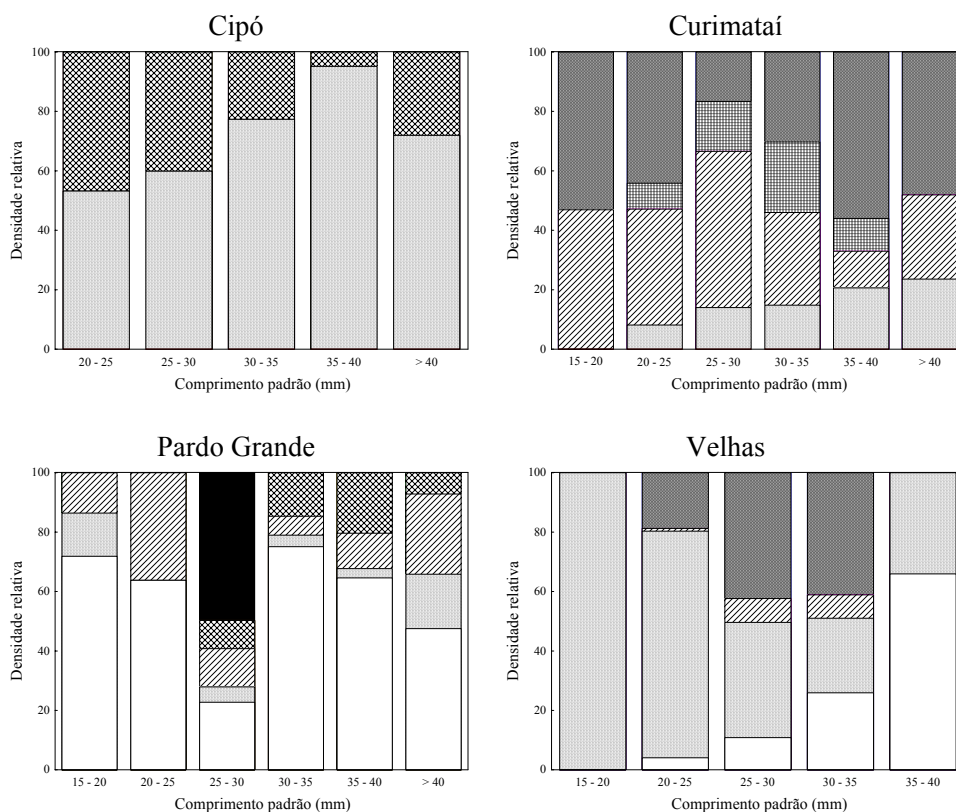 Cipó
100
80
60
40
20
0
Densidade relativa
20 - 25 25 - 30 30 - 35 35 - 40 > 40
Comprimento padrão (mm)
Curimataí
100
80
60
40
20
0
Densidade relativa
15 - 20 20 - 25 25 - 30 30 - 35 35 - 40 > 40
Comprimento padrão (mm)
Pardo Grande
100
80
60
40
20
0
Densidade relativa
15 - 20 20 - 25 25 - 30 30 - 35 35 - 40 > 40
Comprimento padrão (mm)
Velhas
100
80
60
40
20
0
Densidade relativa
15 - 20 20 - 25 25 - 30 30 - 35 35 - 40
Comprimento padrão (mm)